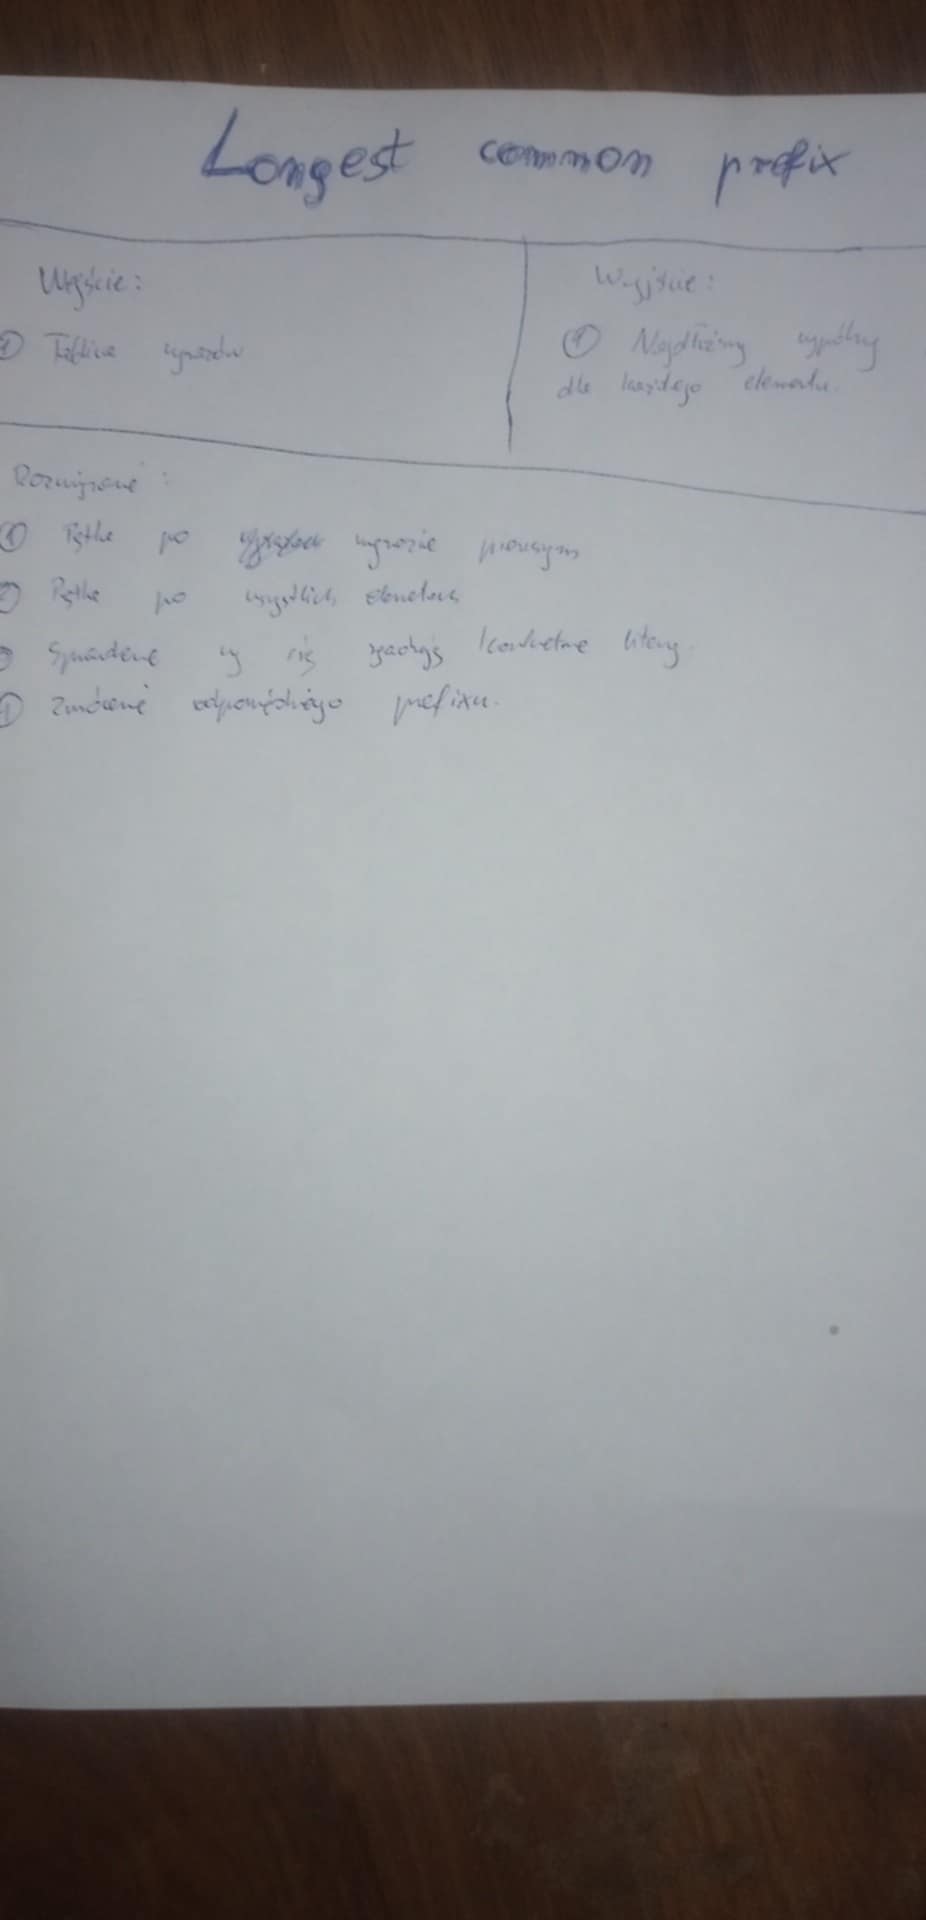 Longest common prefix
Wejście:
① Tablica wyrazów
Wyjście:
① Najdłuższy wspólny
dla każdego elementu.
Rozwiązanie:
① Pętla po wyrazie pierwszym
② Pętla po wszystkich elementach
③ Sprawdzenie czy się zgadzają konkretne litery.
④ Zwrócenie odpowiedniego prefixu.